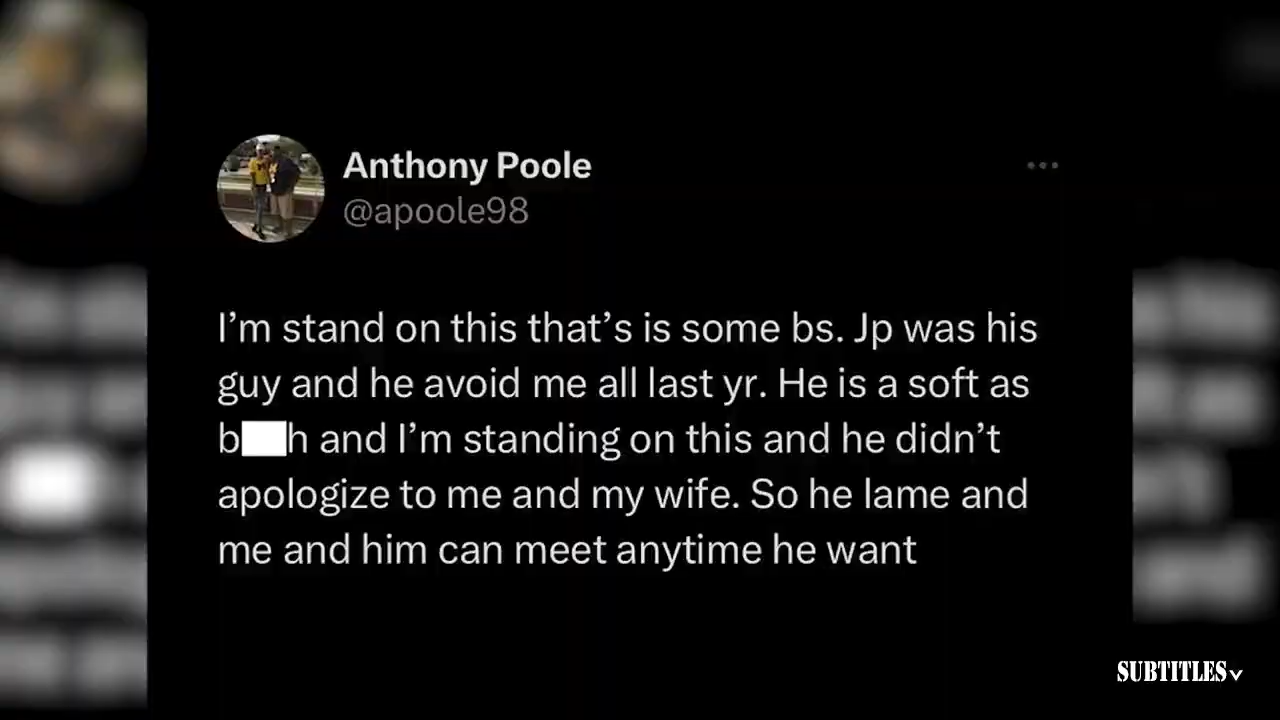 Anthony Poole
@apoole98
I'm stand on this that's is some bs. Jp was his
guy and he avoid me all last yr. He is a soft as
b h and I'm standing on this and he didn't
apologize to me and my wife. So he lame and
me and him can meet anytime he want
SUBTITLES